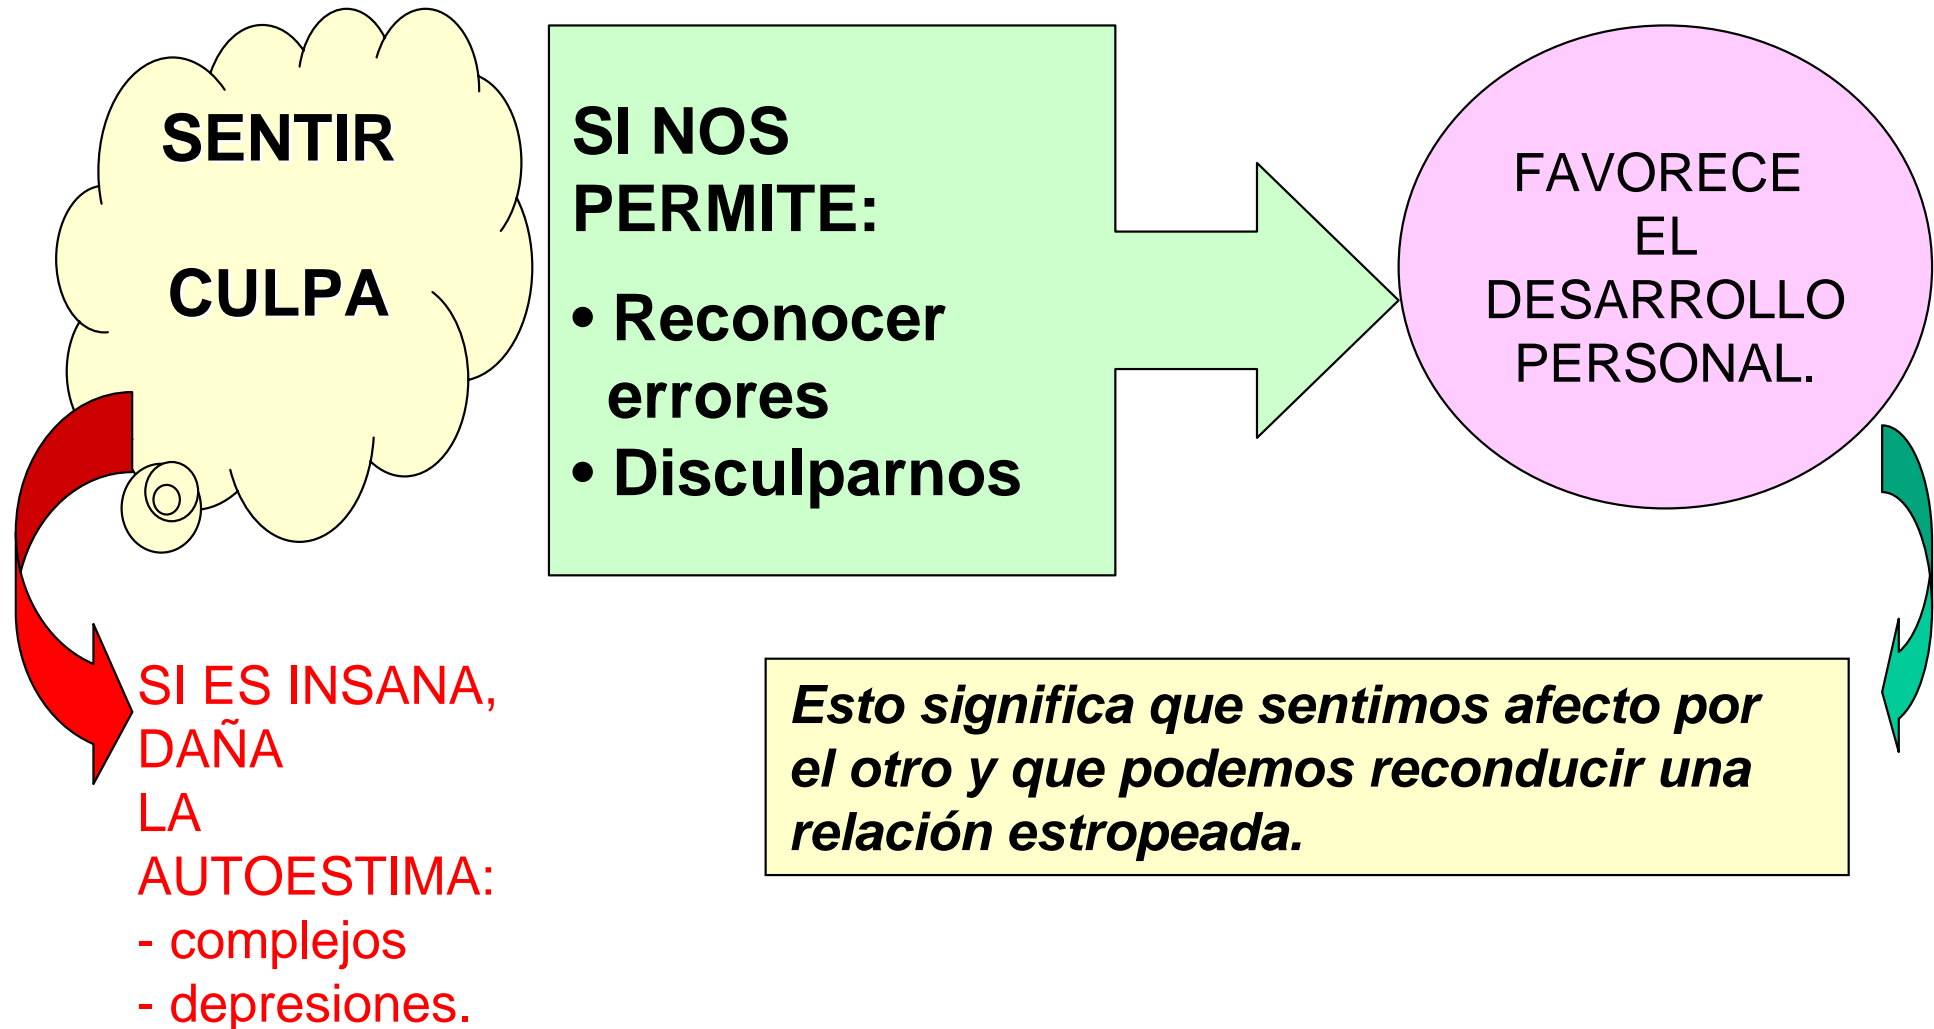 SENTIR
CULPA
SI NOS
PERMITE:
• Reconocer
errores
• Disculparnos
FAVORECE
EL
DESARROLLO
PERSONAL.
SI ES INSANA,
DAÑA
LA
AUTOESTIMA:
- complejos
- depresiones.
Esto significa que sentimos afecto por
el otro y que podemos reconducir una
relación estropeada.